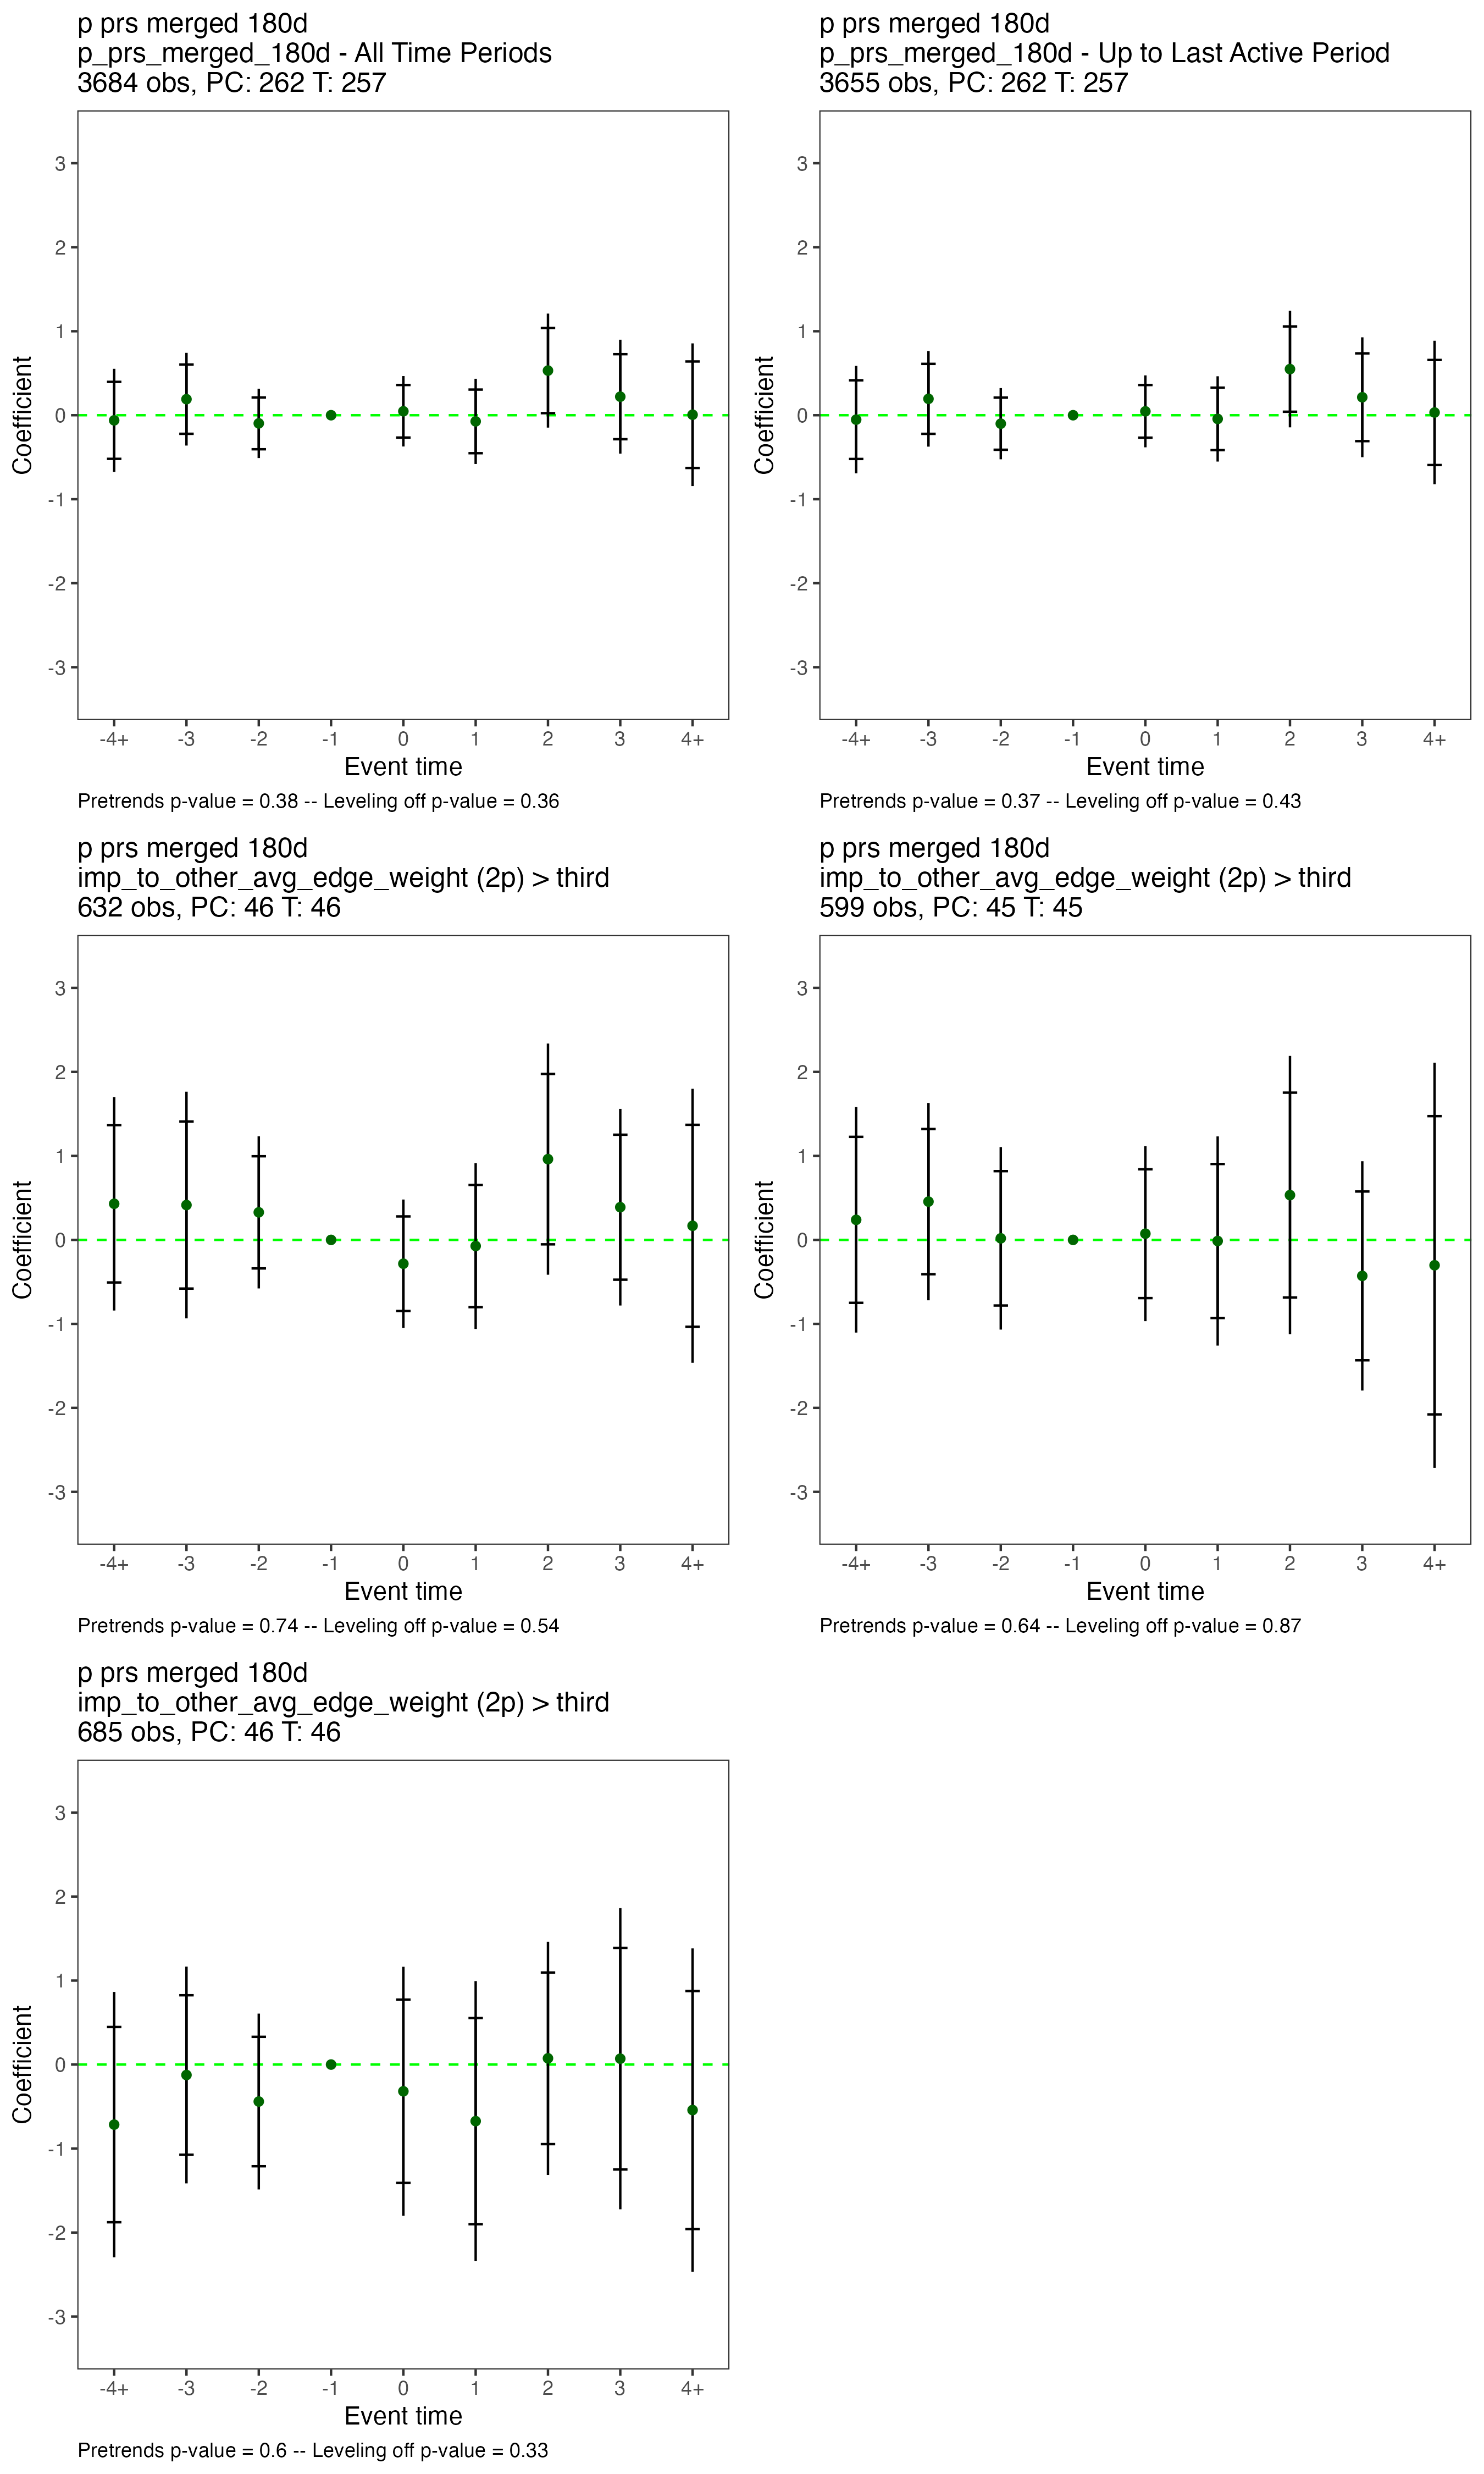 p prs merged 180d
p_prs_merged_180d - All Time Periods
3684 obs, PC: 262 T: 257
3
2
1
0
-1
-2
-3
Coefficient
-4+ -3 -2 -1 0 1 2 3 4+
Event time
Pretrends p-value = 0.38 -- Leveling off p-value = 0.36
p prs merged 180d
p_prs_merged_180d - Up to Last Active Period
3655 obs, PC: 262 T: 257
3
2
1
0
-1
-2
-3
Coefficient
-4+ -3 -2 -1 0 1 2 3 4+
Event time
Pretrends p-value = 0.37 -- Leveling off p-value = 0.43
p prs merged 180d
imp_to_other_avg_edge_weight (2p) > third
632 obs, PC: 46 T: 46
3
2
1
0
-1
-2
-3
Coefficient
-4+ -3 -2 -1 0 1 2 3 4+
Event time
Pretrends p-value = 0.74 -- Leveling off p-value = 0.54
p prs merged 180d
imp_to_other_avg_edge_weight (2p) > third
599 obs, PC: 45 T: 45
3
2
1
0
-1
-2
-3
Coefficient
-4+ -3 -2 -1 0 1 2 3 4+
Event time
Pretrends p-value = 0.64 -- Leveling off p-value = 0.87
p prs merged 180d
imp_to_other_avg_edge_weight (2p) > third
685 obs, PC: 46 T: 46
3
2
1
0
-1
-2
-3
Coefficient
-4+ -3 -2 -1 0 1 2 3 4+
Event time
Pretrends p-value = 0.6 -- Leveling off p-value = 0.33